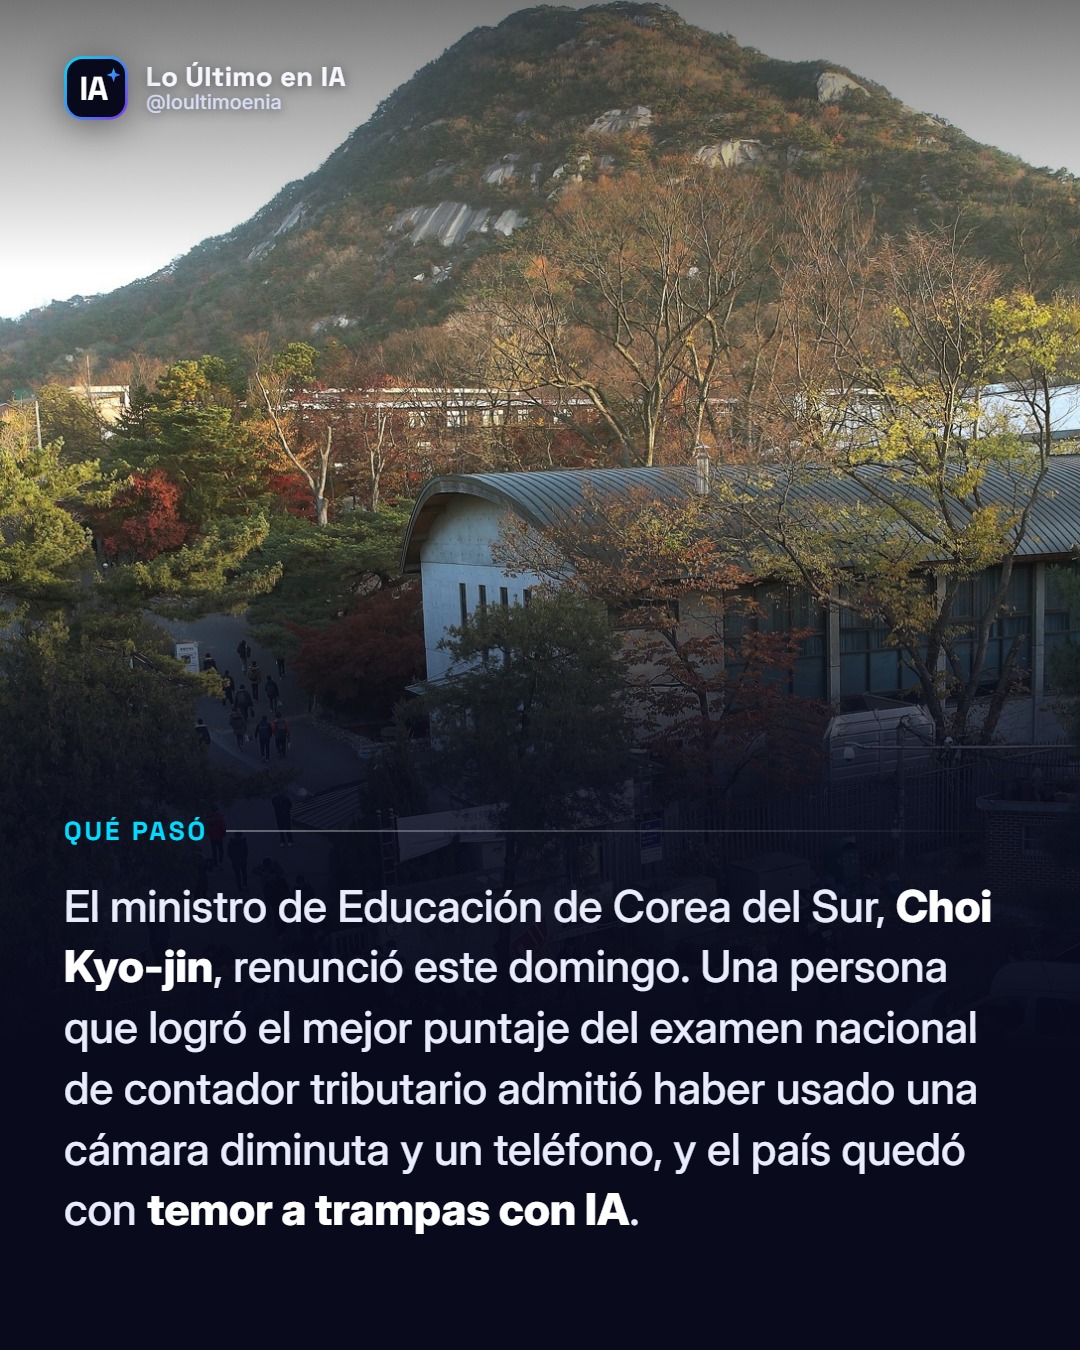 IA
Lo Último en IA
@loultimoenia
QUÉ PASÓ
El ministro de Educación de Corea del Sur, Choi
Kyo-jin, renunció este domingo. Una persona
que logró el mejor puntaje del examen nacional
de contador tributario admitió haber usado una
cámara diminuta y un teléfono, y el país quedó
con temor a trampas con IA.